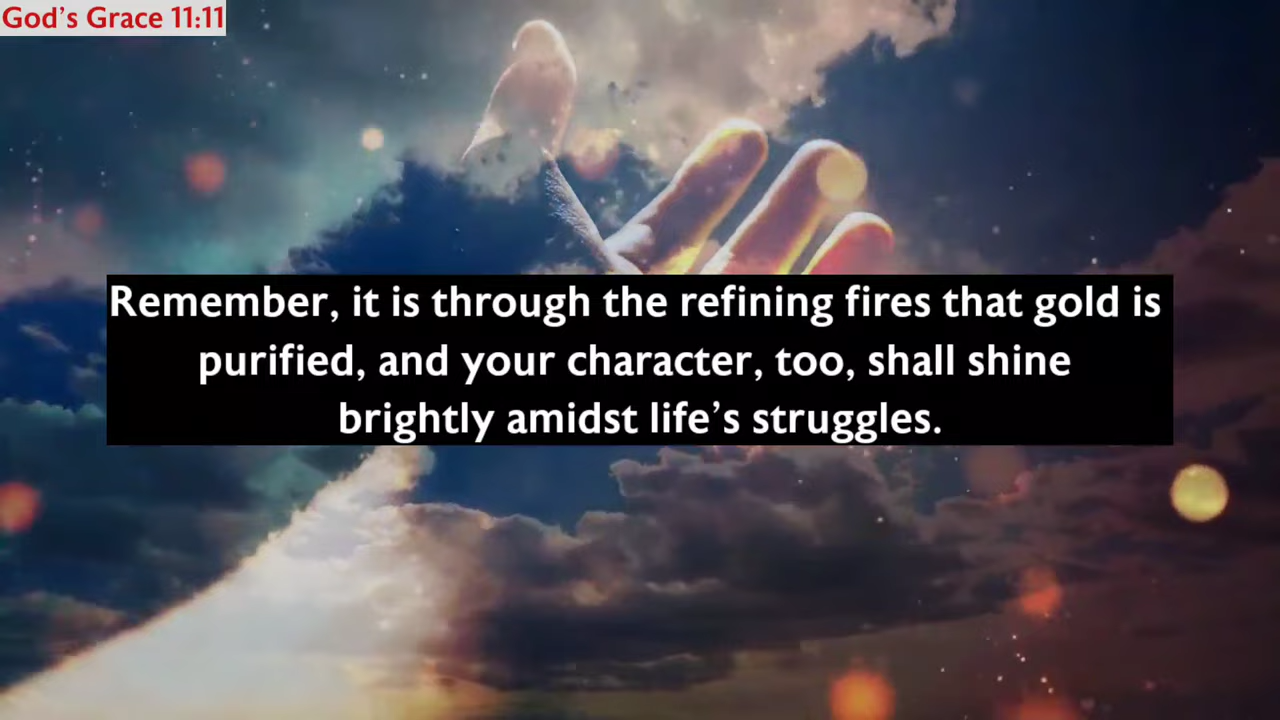 God's Grace 11:11
Remember, it is through the refining fires that gold is
purified, and your character, too, shall shine
brightly amidst life's struggles.